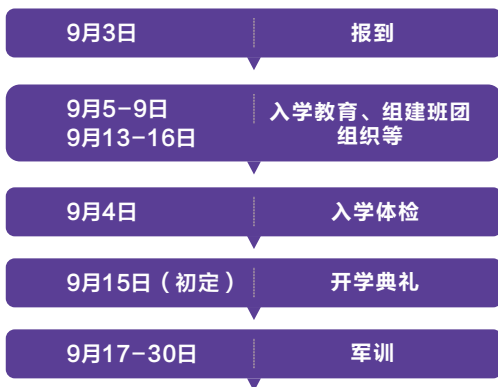 9月3日 报到
9月5-9日 入学教育、组建班团
9月13-16日 组织等
9月4日 入学体检
9月15日（初定） 开学典礼
9月17-30日 军训